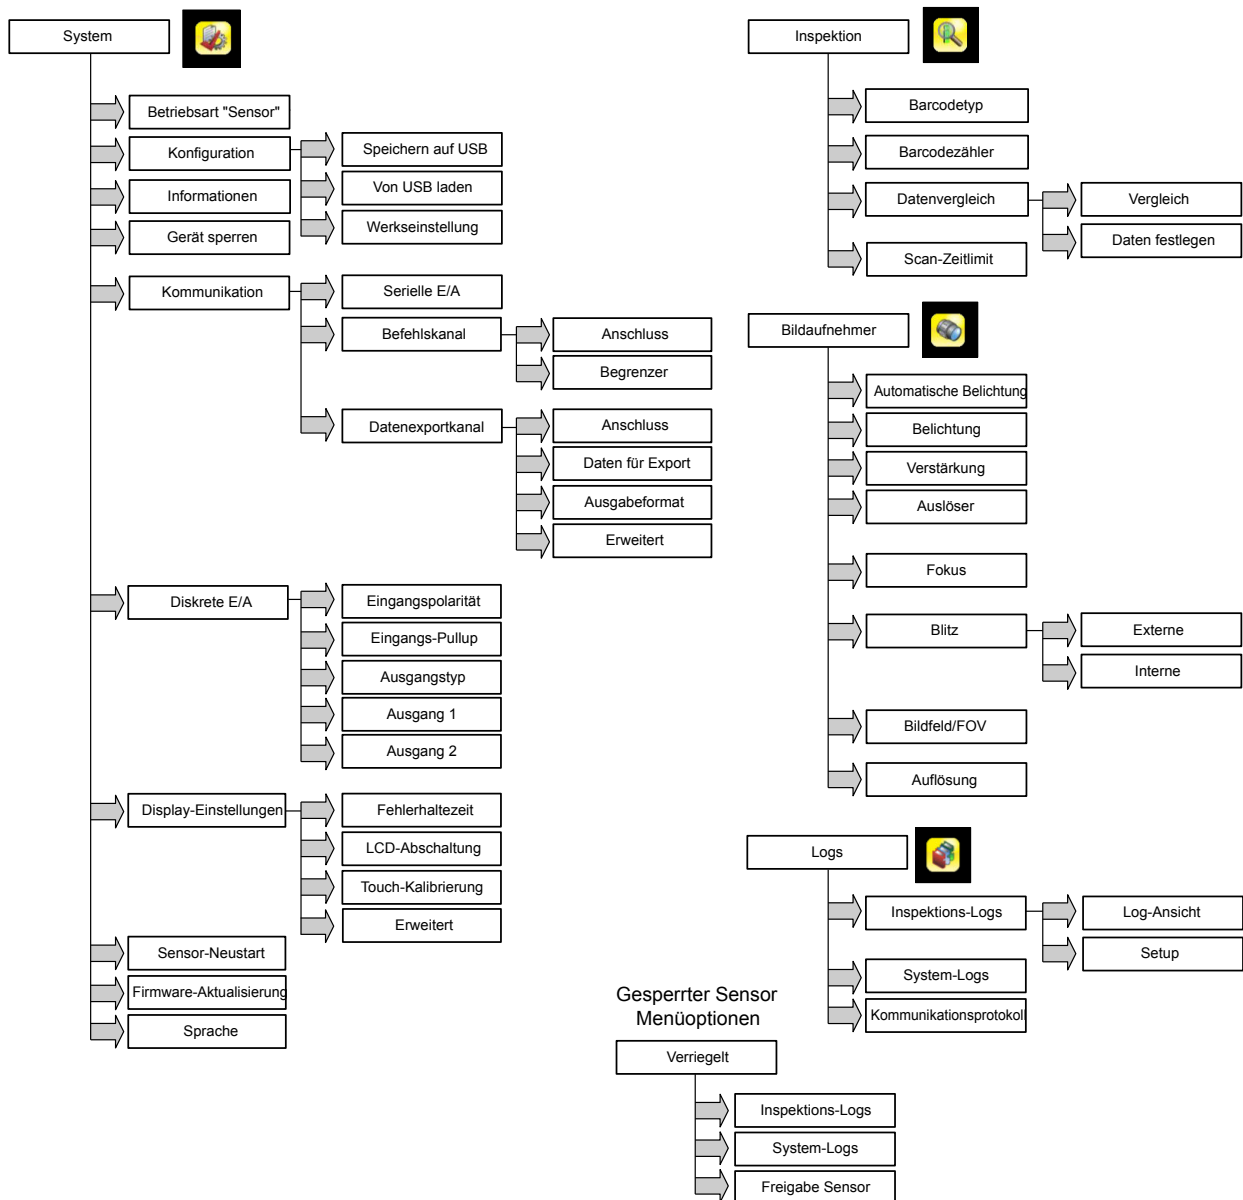 System
Betriebsart "Sensor"
Konfiguration
Speichern auf USB
Von USB laden
Werkseinstellung
Informationen
Gerät sperren
Kommunikation
Serielle E/A
Befehlskanal
Anschluss
Begrenzer
Datenexportkanal
Anschluss
Daten für Export
Ausgabeformat
Erweitert
Diskrete E/A
Eingangspolarität
Eingangs-Pullup
Ausgangstyp
Ausgang 1
Ausgang 2
Display-Einstellungen
Fehlerhaltezeit
LCD-Abschaltung
Touch-Kalibrierung
Erweitert
Sensor-Neustart
Firmware-Aktualisierung
Sprache
Inspektion
Barcodetyp
Barcodezähler
Datenvergleich
Vergleich
Daten festlegen
Scan-Zeitlimit
Bildaufnehmer
Automatische Belichtung
Belichtung
Verstärkung
Auslöser
Fokus
Blitz
Externe
Interne
Bildfeld/FOV
Auflösung
Logs
Inspektions-Logs
Log-Ansicht
Setup
System-Logs
Kommunikationsprotokoll
Gesperrter Sensor
Menüoptionen
Verriegelt
Inspektions-Logs
System-Logs
Freigabe Sensor